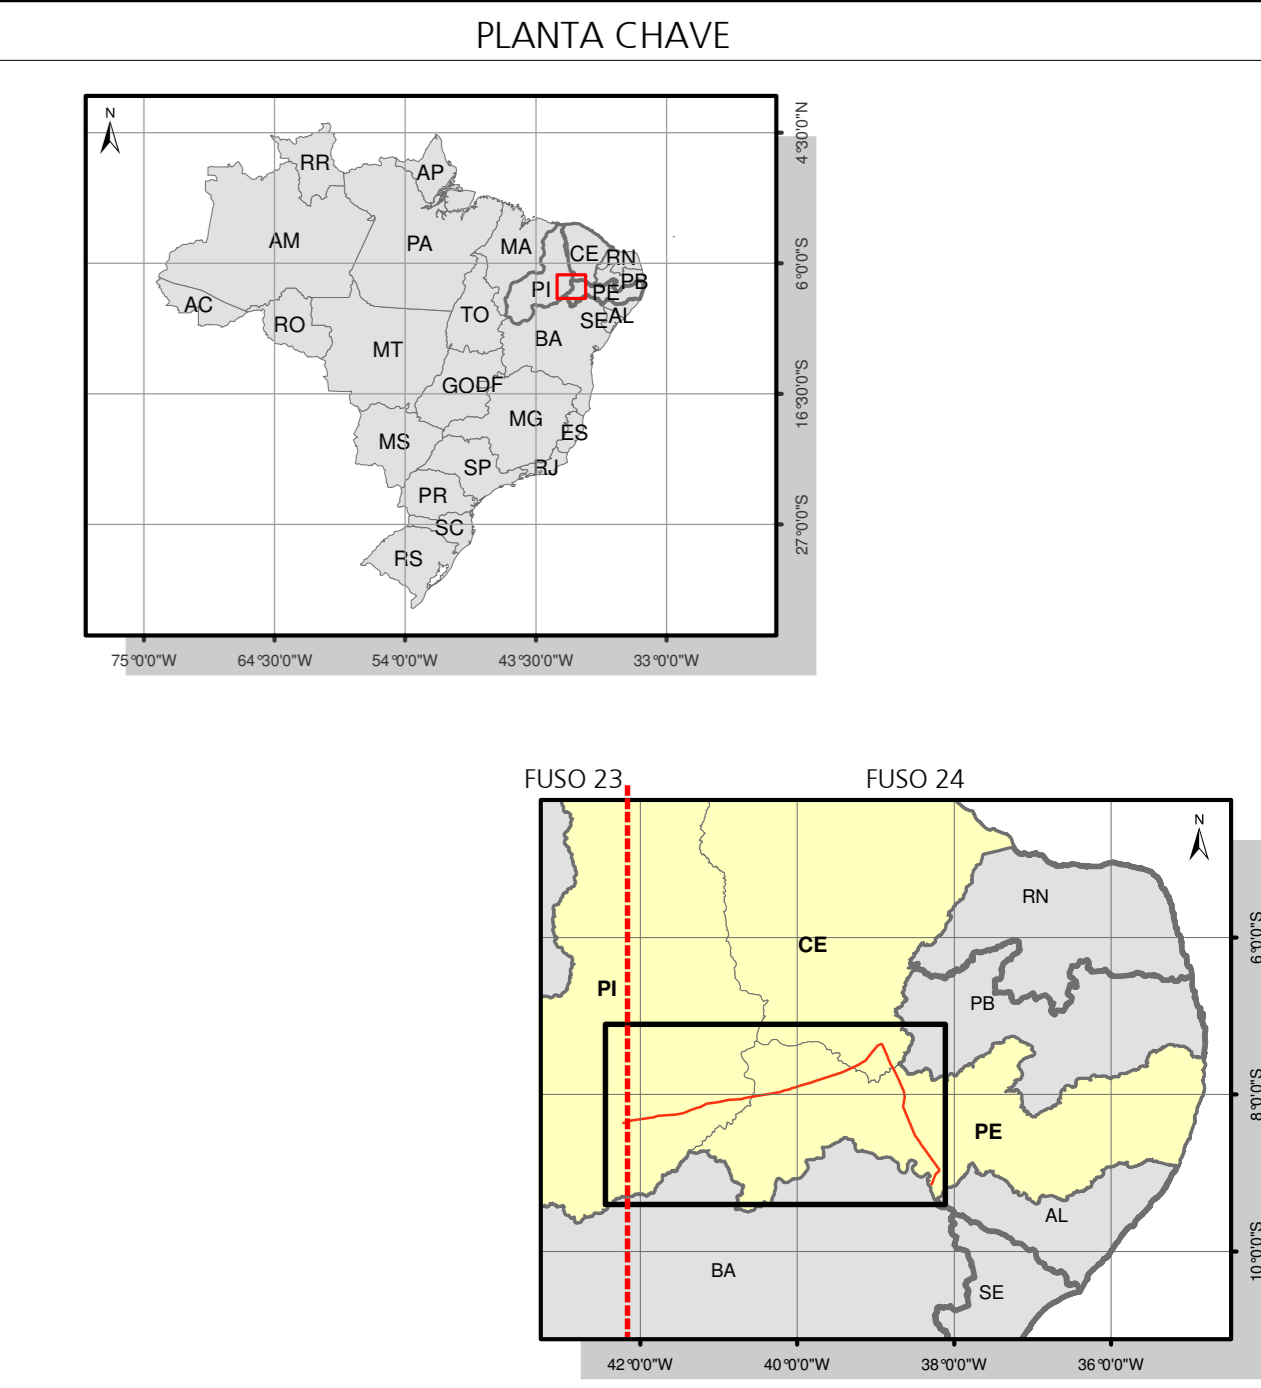 PLANTA CHAVE
N
4°30'0"N
6°0'0"S
16°30'0"S
27°0'0"S
RR
AP
AM
PA
MA
CE
RN
PB
PI
PE
AC
RO
TO
SE
AL
MT
BA
GO
DF
MG
ES
MS
SP
RJ
PR
SC
RS
75°0'0"W
64°30'0"W
54°0'0"W
43°30'0"W
33°0'0"W
FUSO 23
FUSO 24
N
RN
CE
PI
PB
PE
AL
BA
SE
6°0'0"S
8°0'0"S
10°0'0"S
42°0'0"W
40°0'0"W
38°0'0"W
36°0'0"W